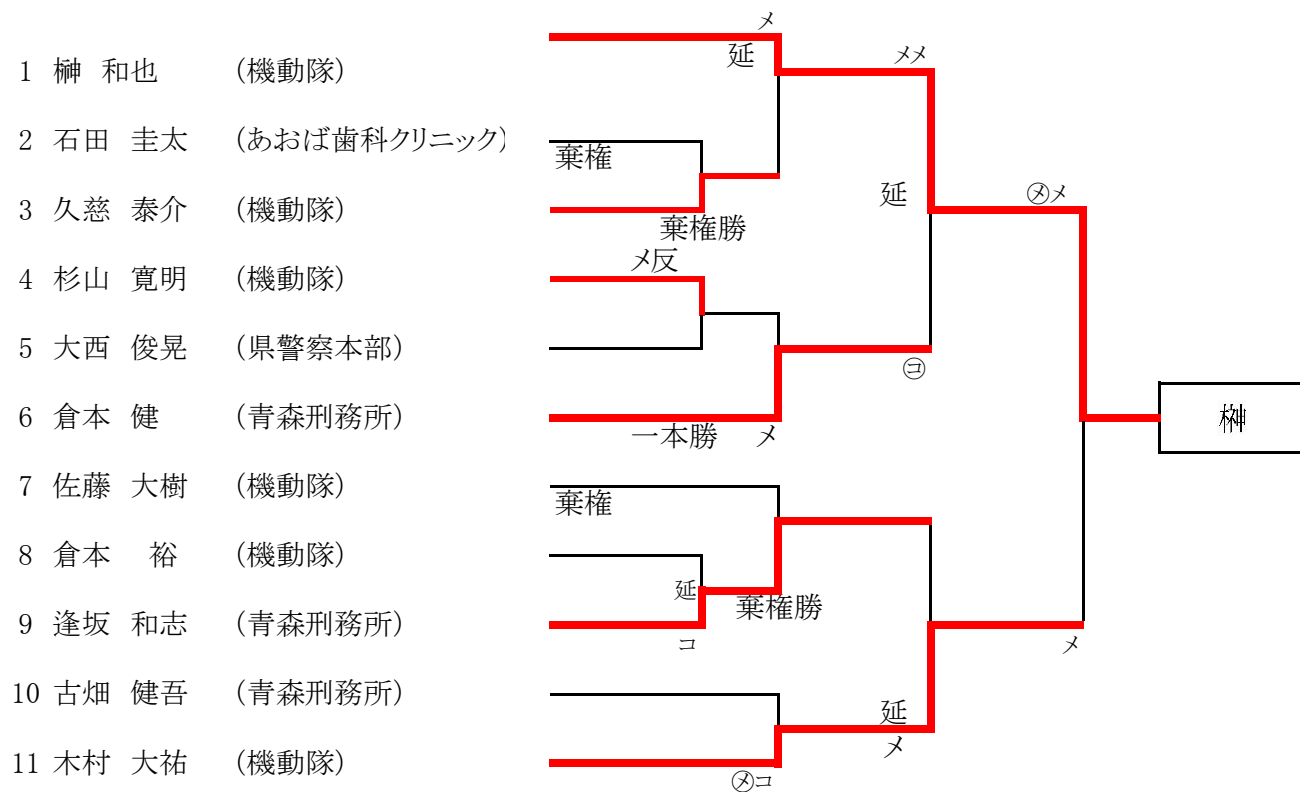 メ
延
メメ
1 榊 和也 (機動隊)
2 石田 圭太 (あおば歯科クリニック)
棄権
延
㋱メ
3 久慈 泰介 (機動隊)
棄権勝
メ反
4 杉山 寛明 (機動隊)
5 大西 俊晃 (県警察本部)
㋙
6 倉本 健 (青森刑務所)
榊
一本勝 メ
7 佐藤 大樹 (機動隊)
棄権
8 倉本 裕 (機動隊)
延
棄権勝
9 逢坂 和志 (青森刑務所)
コ
メ
10 古畑 健吾 (青森刑務所)
延
メ
11 木村 大祐 (機動隊)
㋱コ